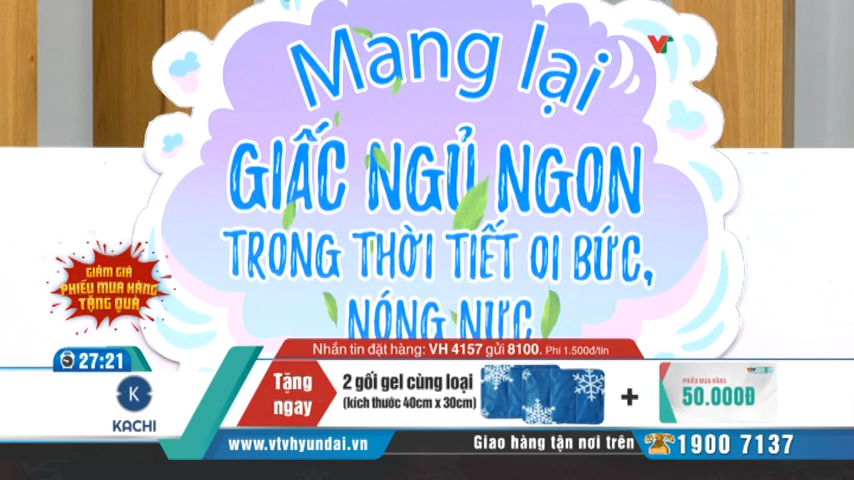 Mang lại
GIẤC NGỦ NGON
TRONG THỜI TIẾT OI BỨC,
NÓNG NỰC
GIẢM GIÁ
PHIẾU MUA HÀNG
TẶNG QUÀ
Nhắn tin đặt hàng: VH 4157 gửi 8100. Phí 1.500đ/tin
27:21
K
KACHI
Tặng
ngay
2 gối gel cùng loại
(kích thước 40cm x 30cm)
+
PHIẾU MUA HÀNG
50.000Đ
www.vtvhyundai.vn
Giao hàng tận nơi trên
1900 7137